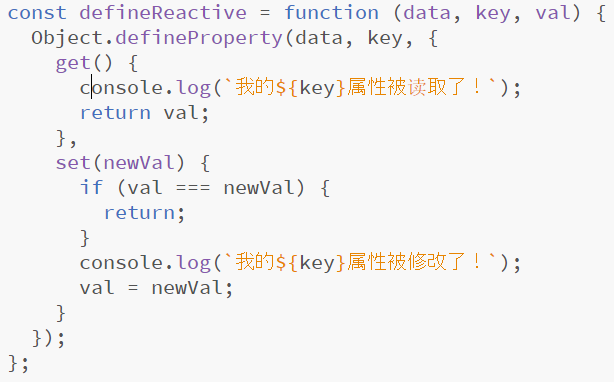 const defineReactive = function (data, key, val) {
  Object.defineProperty(data, key, {
    get() {
      console.log(`我的${key}属性被读取了！`);
      return val;
    },
    set(newVal) {
      if (val === newVal) {
        return;
      }
      console.log(`我的${key}属性被修改了！`);
      val = newVal;
    }
  });
};